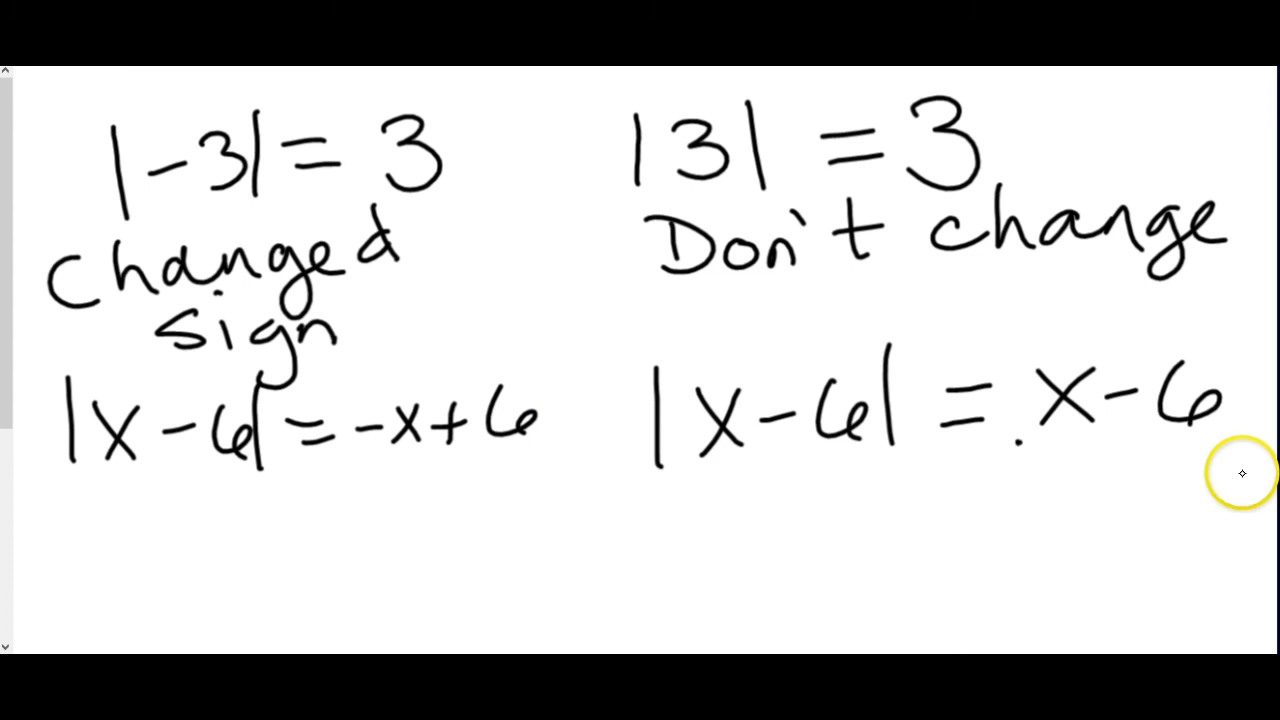 |-3| = 3
changed
sign
|x - 6| = -x + 6
|3| = 3
Don't change
|x - 6| = x - 6